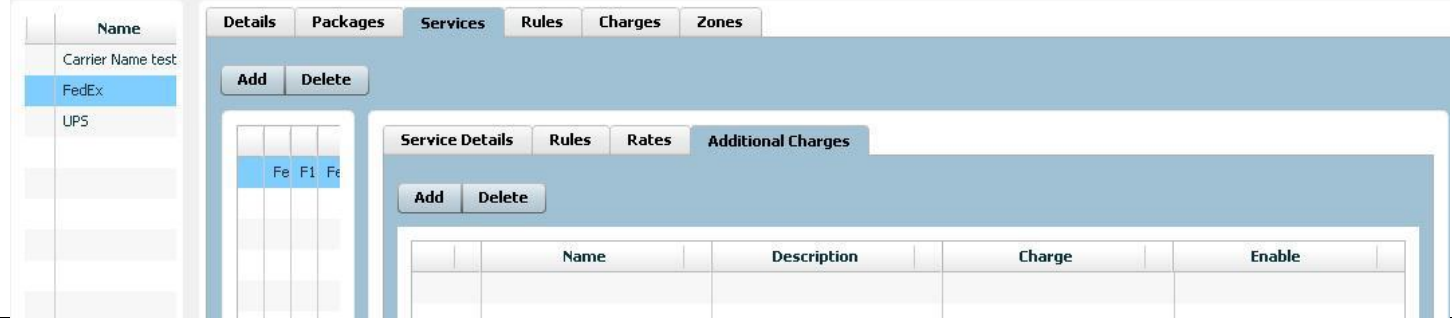 Name
Carrier Name test
FedEx
UPS
Details Packages Services Rules Charges Zones
Add Delete
Fe F1 Fe
Service Details Rules Rates Additional Charges
Add Delete
Name Description Charge Enable